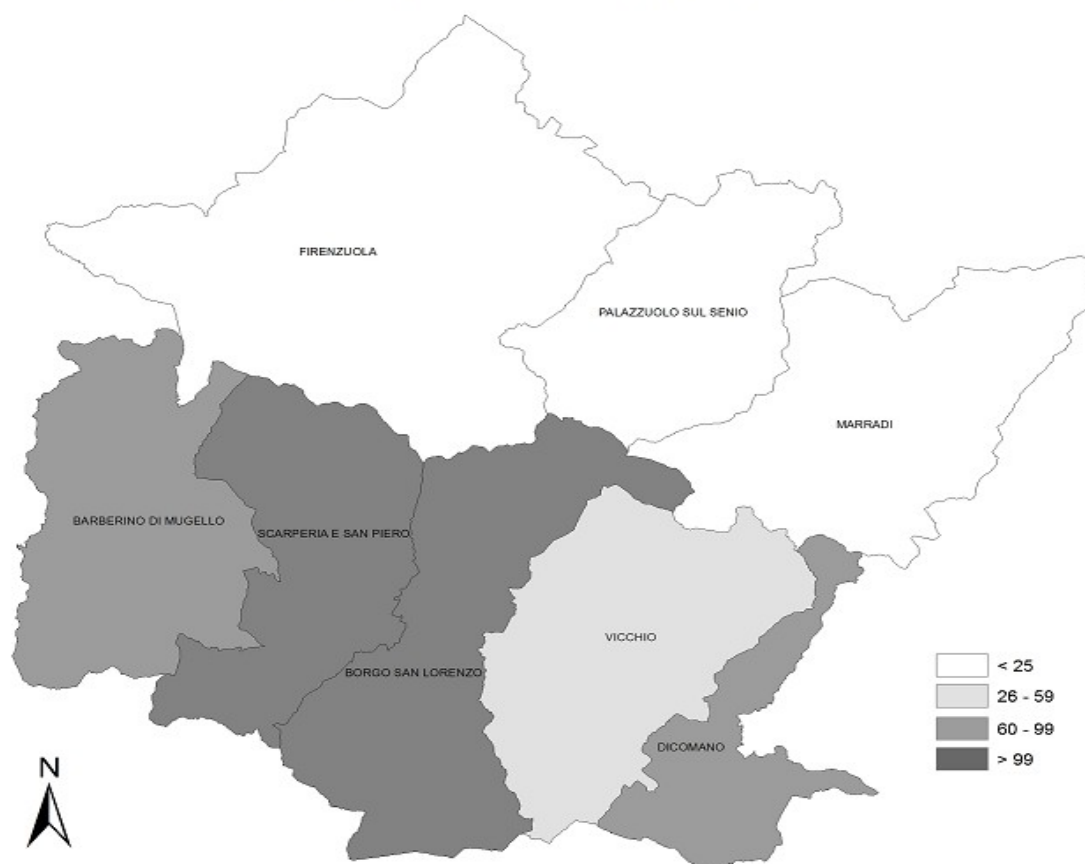 FIRENZUOLA
PALAZZUOLO SUL SENIO
MARRADI
BARBERINO DI MUGELLO
SCARPERIA E SAN PIERO
VICCHIO
BORGO SAN LORENZO
DICOMANO
< 25
26 - 59
60 - 99
> 99
N